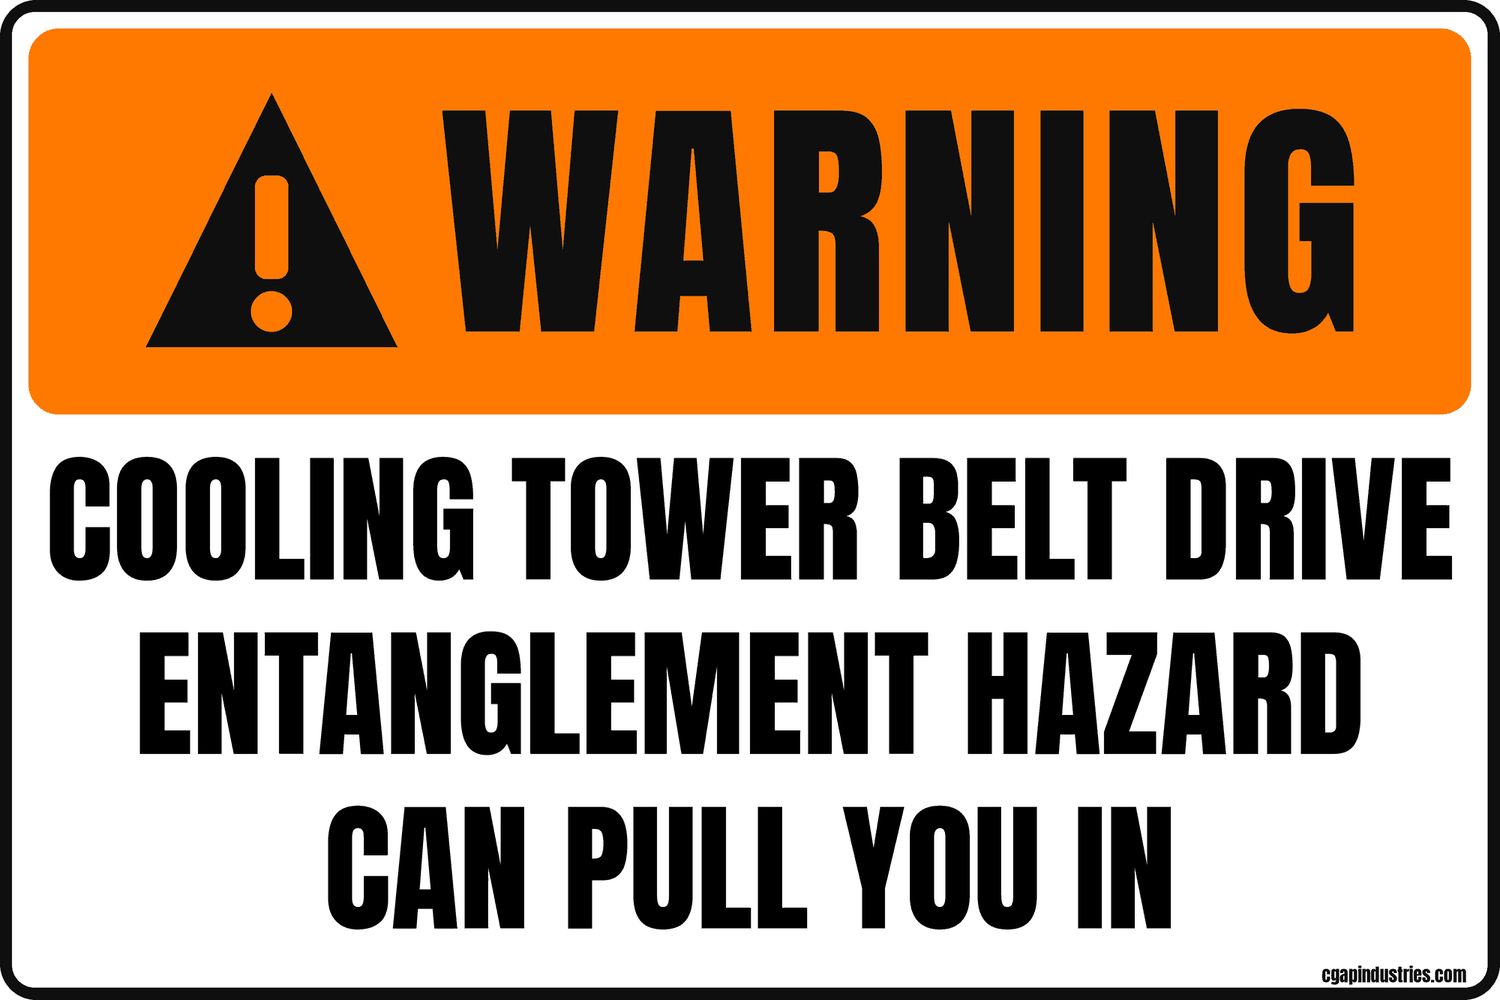 WARNING
COOLING TOWER BELT DRIVE
ENTANGLEMENT HAZARD
CAN PULL YOU IN
cgapindustries.com